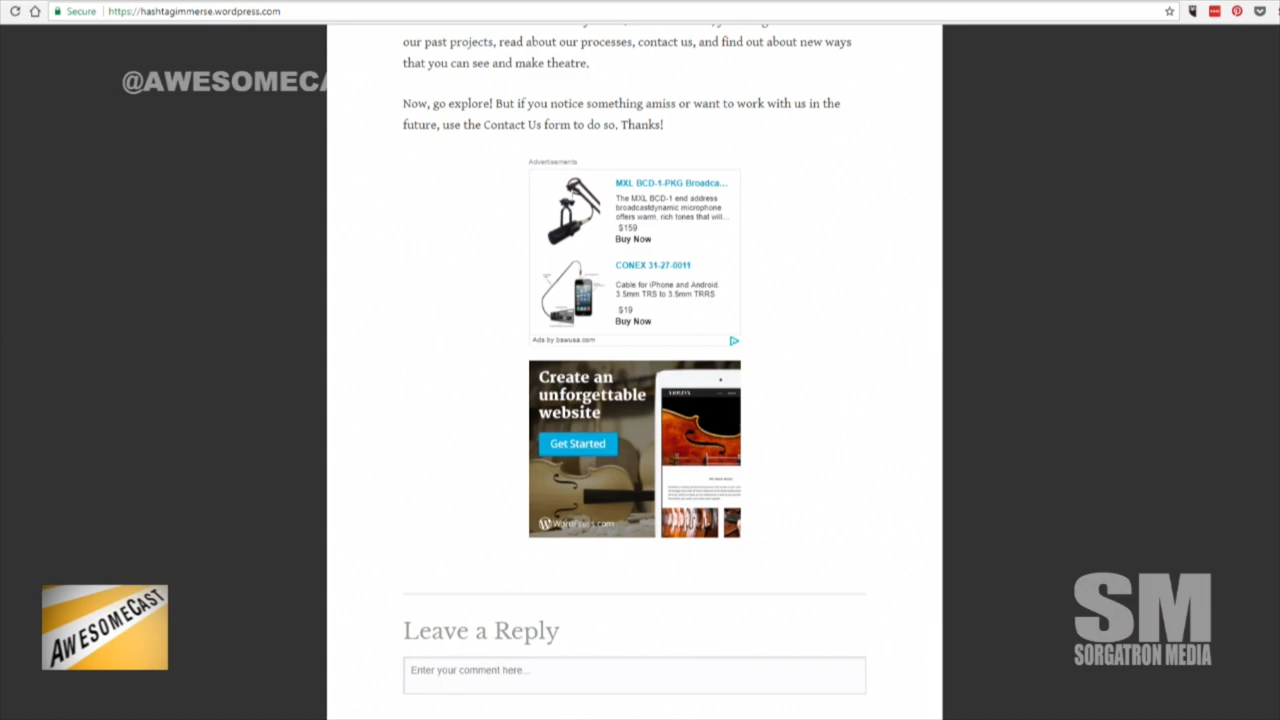 Secure
https://hashtagimmerse.wordpress.com
our past projects, read about our processes, contact us, and find out about new ways
that you can see and make theatre.
@AWESOMECA
Now, go explore! But if you notice something amiss or want to work with us in the
future, use the Contact Us form to do so. Thanks!
Advertisements
MXL BCD-1-PKG Broadca...
The MXL BCD-1 end address
broadcastdynamic microphone
offers warm, rich tones that will...
$159
Buy Now
CONEX 31-27-0011
Cable for iPhone and Android.
3.5mm TRS to 3.5mm TRRS
$19
Buy Now
Ads by bswusa.com
Create an
unforgettable
website
Get Started
WordPress.com
Leave a Reply
Enter your comment here...
AWESOMECAST
SM
SORGATRON MEDIA